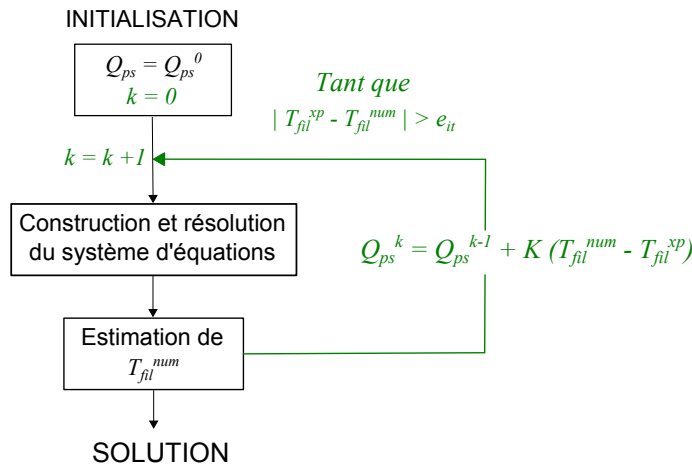 INITIALISATION
Q_ps = Q_ps^0
k = 0
Tant que
| T_fil^xp - T_fil^num | > e_it
k = k +1
Construction et résolution
du système d'équations
Q_ps^k = Q_ps^k-1 + K (T_fil^num - T_fil^xp)
Estimation de
T_fil^num
SOLUTION